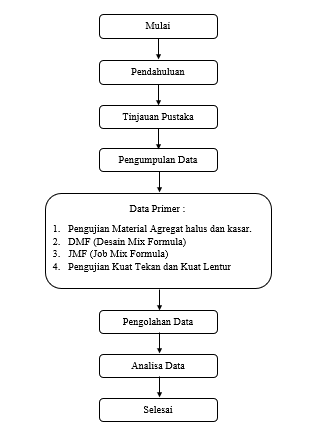 Mulai
Pendahuluan
Tinjauan Pustaka
Pengumpulan Data
Data Primer :
1. Pengujian Material Agregat halus dan kasar.
2. DMF (Desain Mix Formula)
3. JMF (Job Mix Formula)
4. Pengujian Kuat Tekan dan Kuat Lentur
Pengolahan Data
Analisa Data
Selesai